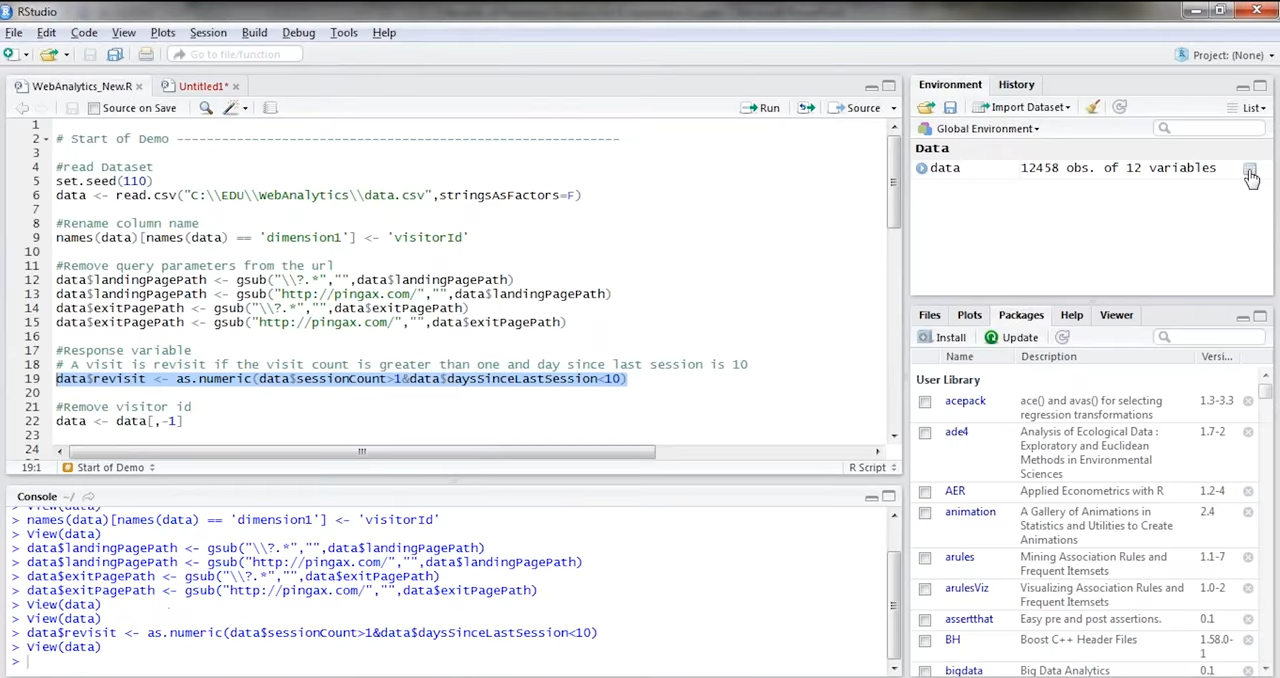 RStudio
File Edit Code View Plots Session Build Debug Tools Help
Go to file/function
Project: (None)
WebAnalytics_New.R
Untitled1*
Source on Save
Run
Source
1
2 # Start of Demo ----------------------------------------------------------
3
4 #read Dataset
5 set.seed(110)
6 data <- read.csv("C:\\EDU\\WebAnalytics\\data.csv",stringsAsFactors=F)
7
8 #Rename column name
9 names(data)[names(data) == 'dimension1'] <- 'visitorId'
10
11 #Remove query parameters from the url
12 data$landingPagePath <- gsub("\\?.*","",data$landingPagePath)
13 data$landingPagePath <- gsub("http://pingax.com/","",data$landingPagePath)
14 data$exitPagePath <- gsub("\\?.*","",data$exitPagePath)
15 data$exitPagePath <- gsub("http://pingax.com/","",data$exitPagePath)
16
17 #Response variable
18 # A visit is revisit if the visit count is greater than one and day since last session is 10
19 data$revisit <- as.numeric(data$sessionCount>1&data$daysSinceLastSession<10)
20
21 #Remove visitor id
22 data <- data[,-1]
23
24
19:1 Start of Demo R Script
Console ~/
> View(data)
> names(data)[names(data) == 'dimension1'] <- 'visitorId'
> View(data)
> data$landingPagePath <- gsub("\\?.*","",data$landingPagePath)
> data$landingPagePath <- gsub("http://pingax.com/","",data$landingPagePath)
> data$exitPagePath <- gsub("\\?.*","",data$exitPagePath)
> data$exitPagePath <- gsub("http://pingax.com/","",data$exitPagePath)
> View(data)
> View(data)
> data$revisit <- as.numeric(data$sessionCount>1&data$daysSinceLastSession<10)
> View(data)
>
Environment History
Import Dataset List
Global Environment
Data
data 12458 obs. of 12 variables
Files Plots Packages Help Viewer
Install Update
Name Description Versi...
User Library
acepack ace() and avas() for selecting regression transformations 1.3-3.3
ade4 Analysis of Ecological Data : Exploratory and Euclidean Methods in Environmental Sciences 1.7-2
AER Applied Econometrics with R 1.2-4
animation A Gallery of Animations in Statistics and Utilities to Create Animations 2.4
arules Mining Association Rules and Frequent Itemsets 1.1-7
arulesViz Visualizing Association Rules and Frequent Itemsets 1.0-2
assertthat Easy pre and post assertions. 0.1
BH Boost C++ Header Files 1.58.0-1
bigdata Big Data Analytics 0.1